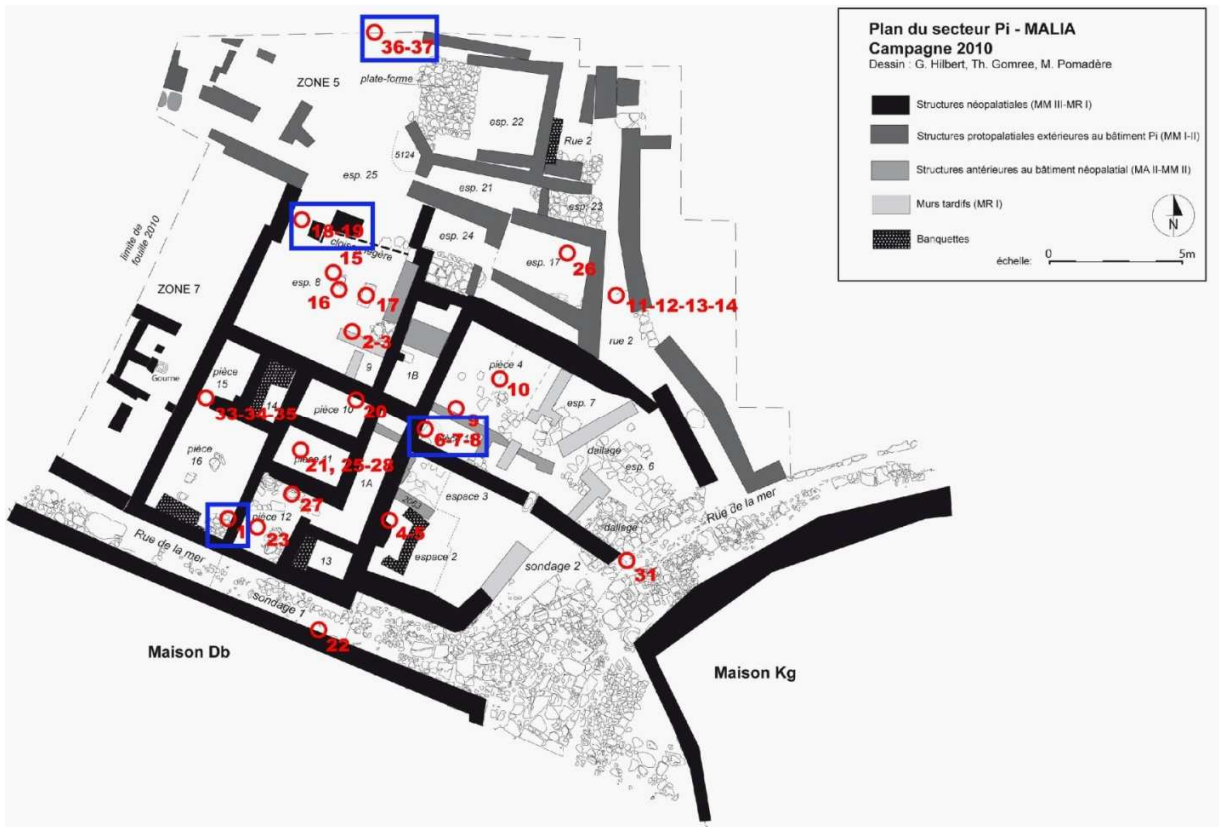 Plan du secteur Pi - MALIA
Campagne 2010
Dessin : G. Hilbert, Th. Gomree, M. Pomadère
Structures néopalatiales (MM III-MR I)
Structures protopalatiales extérieures au bâtiment Pi (MM I-II)
Structures antérieures au bâtiment néopalatial (MA II-MM II)
Murs tardifs (MR I)
Banquettes
N
échelle: 0 5m
36-37
ZONE 5
plate-forme
esp. 22
Rue 2
5124
esp. 25
esp. 21
esp. 23
limite de
fouille 2010
18-19
cloison légère
esp. 24
esp. 17
26
15
esp. 8
16
17
11-12-13-14
ZONE 7
2-3
rue 2
9
1B
pièce 4
10
Gourne
pièce
15
14
pièce 10
20
9
esp. 7
33-34-35
6-7-8
dallage
esp. 6
pièce
16
pièce 11
21, 25-28
1A
espace 3
27
pièce 12
1
23
4-5
espace 2
dallage
Rue de la mer
13
sondage 2
31
Rue de la mer
sondage 1
22
Maison Db
Maison Kg